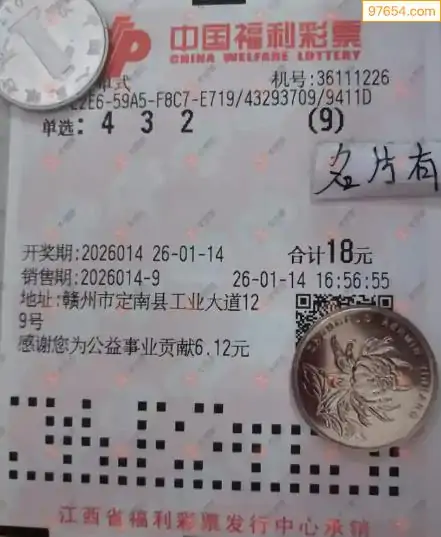 97654.com
中国福利彩票
CHINA WELFARE LOTTERY
单式 机号:36111226
2E6-59A5-F8C7-E719/43293709/9411D
单选: 4 3 2 (9)
名片有
开奖期:2026014 26-01-14 合计18元
销售期:2026014-9 26-01-14 16:56:55
地址:赣州市定南县工业大道12
9号
感谢您为公益事业贡献6.12元
江西省福利彩票发行中心承销